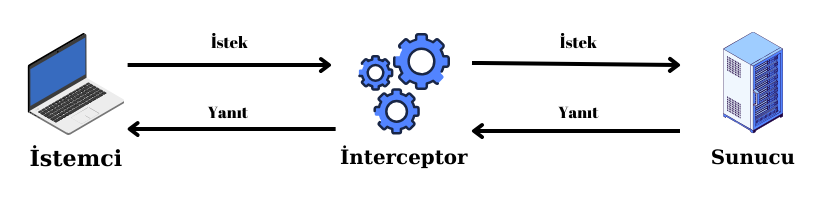 İstek
İstek
Yanıt
Yanıt
İstemci
İnterceptor
Sunucu